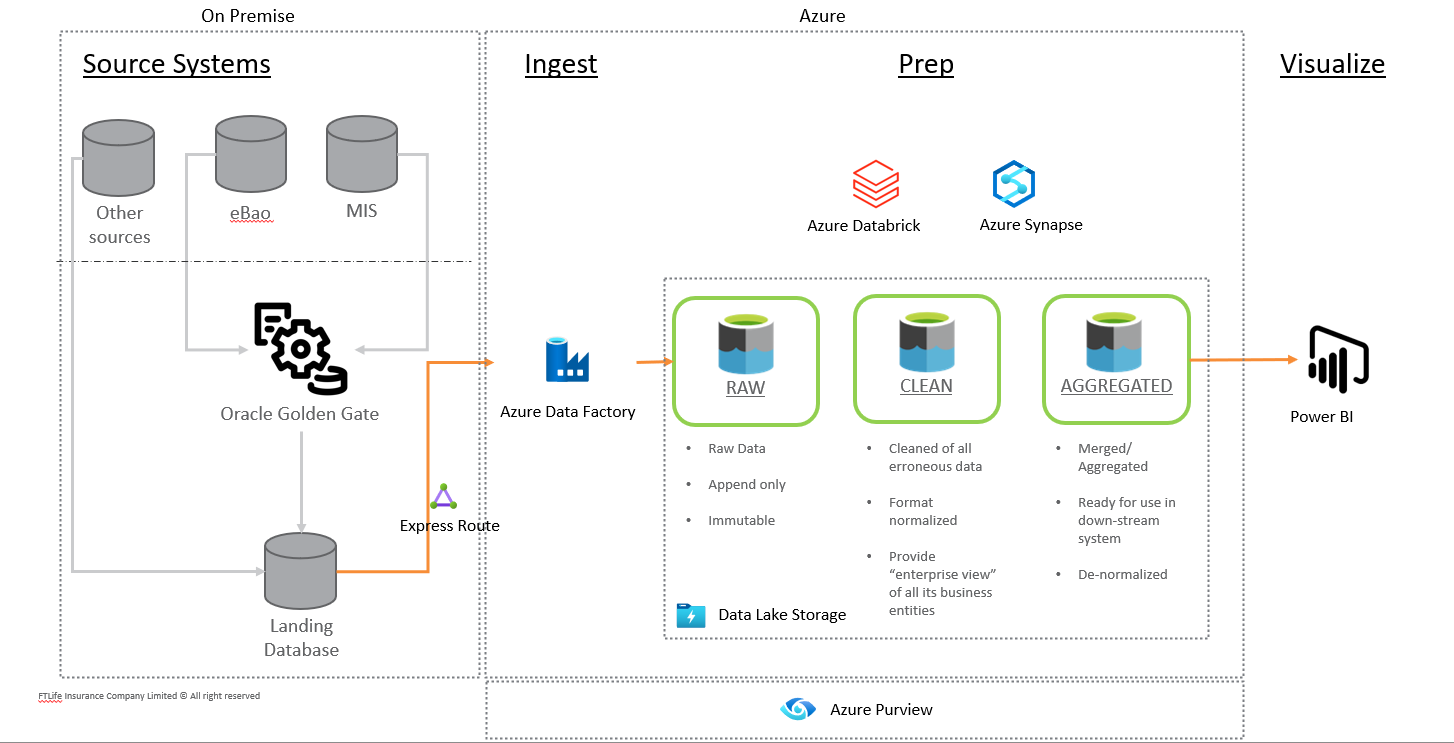 On Premise
Azure
Source Systems
Ingest
Prep
Visualize
Other
sources
eBao
MIS
Azure Databrick
Azure Synapse
Oracle Golden Gate
Azure Data Factory
RAW
CLEAN
AGGREGATED
Power BI
• Raw Data
• Append only
• Immutable
• Cleaned of all
erroneous data
• Format
normalized
• Provide
“enterprise view”
of all its business
entities
• Merged/
Aggregated
• Ready for use in
down-stream
system
• De-normalized
Express Route
Landing
Database
Data Lake Storage
FTLife Insurance Company Limited © All right reserved
Azure Purview